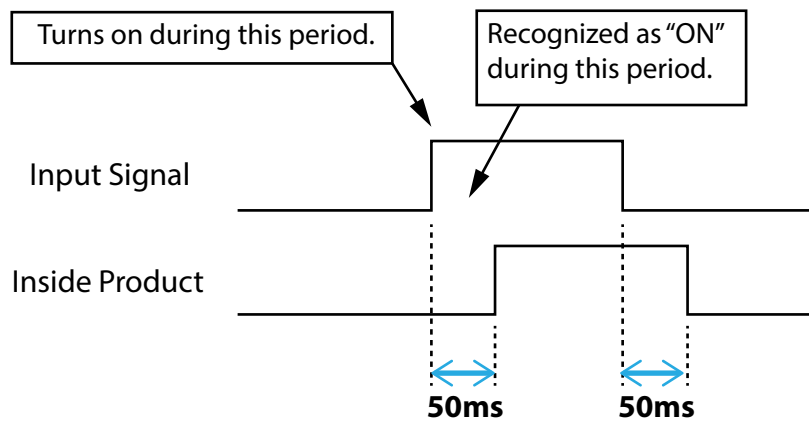 Turns on during this period.
Recognized as “ON”
during this period.
Input Signal
Inside Product
50ms
50ms